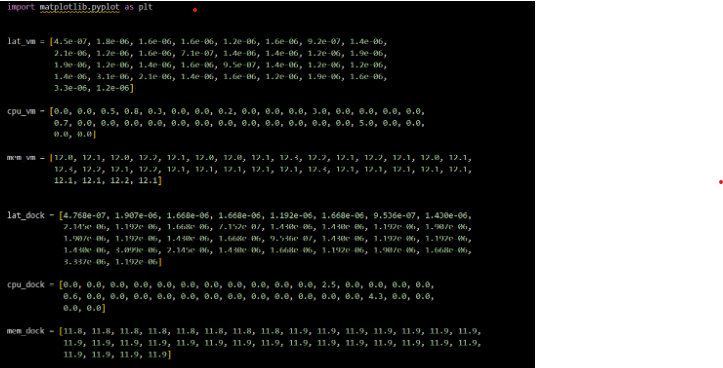 import matplotlib.pyplot as plt
lat_vm = [4.5e-07, 1.8e-06, 1.6e-06, 1.6e-06, 1.2e-06, 1.6e-06, 9.2e-07, 1.4e-06,
2.1e-06, 1.2e-06, 1.6e-06, 7.1e-07, 1.4e-06, 1.4e-06, 1.2e-06, 1.9e-06,
1.9e-06, 1.2e-06, 1.4e-06, 1.6e-06, 9.5e-07, 1.4e-06, 1.2e-06, 1.2e-06,
1.4e-06, 3.1e-06, 2.1e-06, 1.4e-06, 1.6e-06, 1.2e-06, 1.9e-06, 1.6e-06,
3.3e-06, 1.2e-06]
cpu_vm = [0.0, 0.0, 0.5, 0.8, 0.3, 0.0, 0.0, 0.2, 0.0, 0.0, 0.0, 3.0, 0.0, 0.0, 0.0, 0.0,
0.7, 0.0, 0.0, 0.0, 0.0, 0.0, 0.0, 0.0, 0.0, 0.0, 0.0, 0.0, 5.0, 0.0, 0.0,
0.0, 0.0]
mem_vm = [12.0, 12.1, 12.0, 12.2, 12.1, 12.0, 12.0, 12.1, 12.3, 12.2, 12.1, 12.2, 12.1, 12.0, 12.1,
12.3, 12.2, 12.1, 12.2, 12.1, 12.1, 12.1, 12.1, 12.1, 12.3, 12.1, 12.1, 12.1, 12.1, 12.1,
12.1, 12.1, 12.2, 12.1]
lat_dock = [4.768e-07, 1.907e-06, 1.668e-06, 1.668e-06, 1.192e-06, 1.668e-06, 9.536e-07, 1.430e-06,
2.145e-06, 1.192e-06, 1.668e-06, 7.152e-07, 1.430e-06, 1.430e-06, 1.192e-06, 1.907e-06,
1.907e-06, 1.192e-06, 1.430e-06, 1.668e-06, 9.536e-07, 1.430e-06, 1.192e-06, 1.192e-06,
1.430e-06, 3.099e-06, 2.145e-06, 1.430e-06, 1.668e-06, 1.192e-06, 1.907e-06, 1.668e-06,
3.337e-06, 1.192e-06]
cpu_dock = [0.0, 0.0, 0.0, 0.0, 0.0, 0.0, 0.0, 0.0, 0.0, 0.0, 0.0, 2.5, 0.0, 0.0, 0.0, 0.0,
0.6, 0.0, 0.0, 0.0, 0.0, 0.0, 0.0, 0.0, 0.0, 0.0, 0.0, 0.0, 4.3, 0.0, 0.0,
0.0, 0.0]
mem_dock = [11.8, 11.8, 11.8, 11.8, 11.8, 11.8, 11.8, 11.8, 11.9, 11.9, 11.9, 11.9, 11.9, 11.9, 11.9,
11.9, 11.9, 11.9, 11.9, 11.9, 11.9, 11.9, 11.9, 11.9, 11.9, 11.9, 11.9, 11.9, 11.9, 11.9,
11.9, 11.9, 11.9, 11.9]